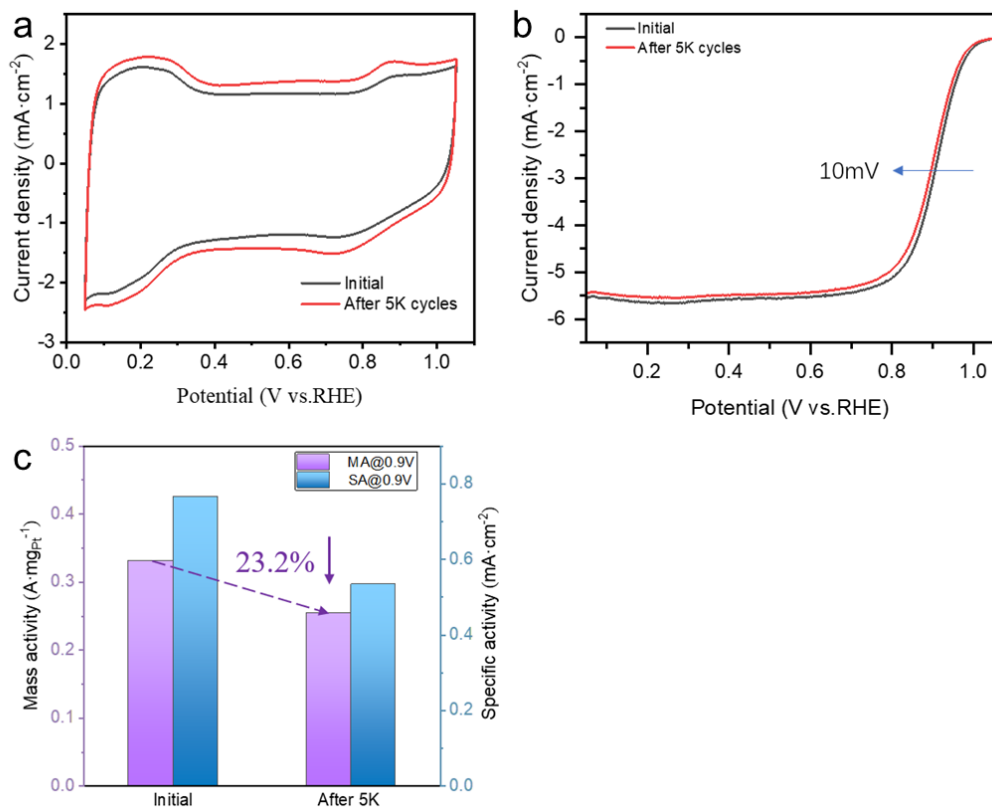 a
2
1
0
-1
-2
-3
Current density (mA·cm⁻²)
Initial
After 5K cycles
0.0
0.2
0.4
0.6
0.8
1.0
Potential (V vs.RHE)
b
Initial
After 5K cycles
0
-1
-2
-3
-4
-5
-6
Current density (mA·cm⁻²)
10mV
0.2
0.4
0.6
0.8
1.0
Potential (V vs.RHE)
c
0.5
0.4
0.3
0.2
0.1
0.0
Mass activity (A·mg_Pt⁻¹)
MA@0.9V
SA@0.9V
23.2%
0.8
0.6
0.4
0.2
0.0
Specific activity (mA·cm⁻²)
Initial
After 5K